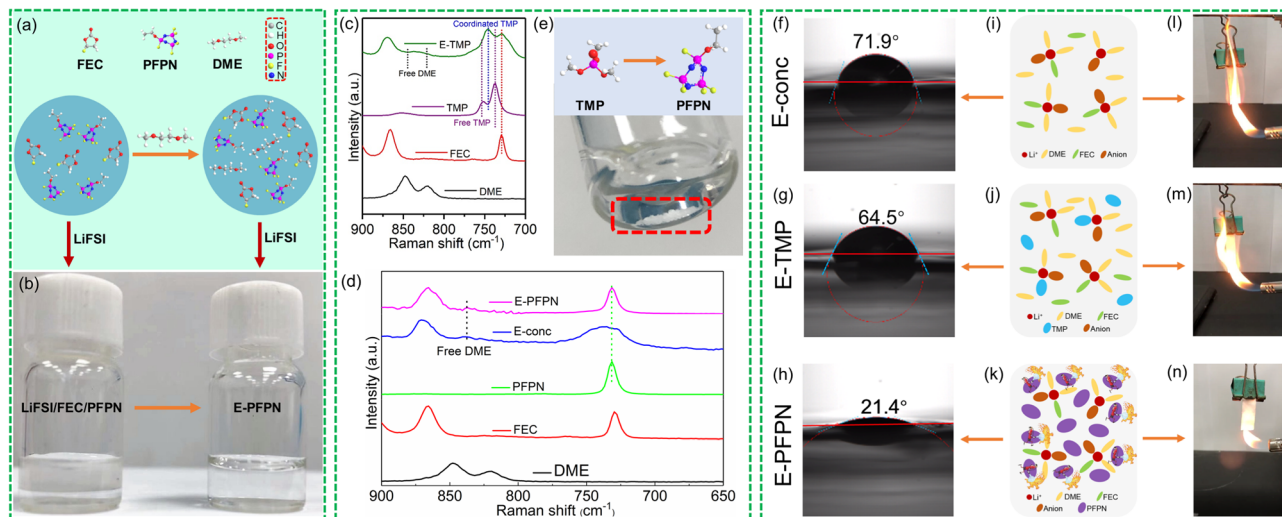 (a)
C
H
O
P
F
N
FEC
PFPN
DME
LiFSI
LiFSI
(b)
LiFSI/FEC/PFPN
E-PFPN
(c)
Coordinated TMP
E-TMP
Free DME
TMP
Free TMP
FEC
DME
Intensity (a.u.)
900 850 800 750 700
Raman shift (cm-1)
(e)
TMP
PFPN
(d)
E-PFPN
E-conc
Free DME
PFPN
FEC
DME
Intensity (a.u.)
900 850 800 750 700 650
Raman shift (cm-1)
E-conc
(f)
71.9°
(i)
Li+ DME FEC Anion
(l)
E-TMP
(g)
64.5°
(j)
Li+ DME FEC
TMP Anion
(m)
E-PFPN
(h)
21.4°
(k)
Li+ DME FEC
Anion PFPN
(n)